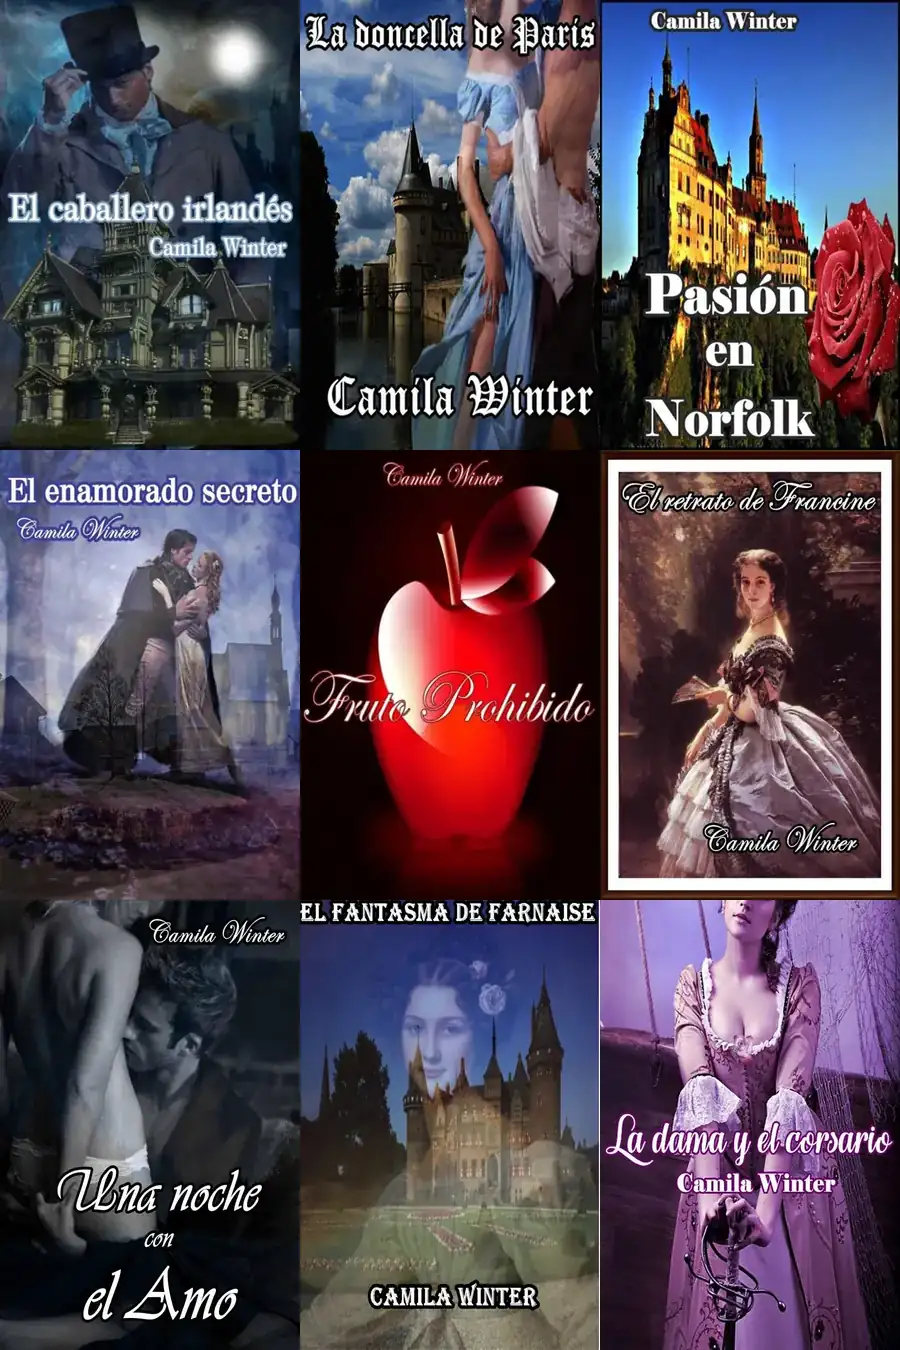 El caballero irlandés
Camila Winter
La doncella de París
Camila Winter
Camila Winter
Pasión
en
Norfolk
El enamorado secreto
Camila Winter
Camila Winter
Fruto Prohibido
El retrato de Francine
Camila Winter
Camila Winter
Una noche
con
el Amo
EL FANTASMA DE FARNAISE
CAMILA WINTER
La dama y el corsario
Camila Winter